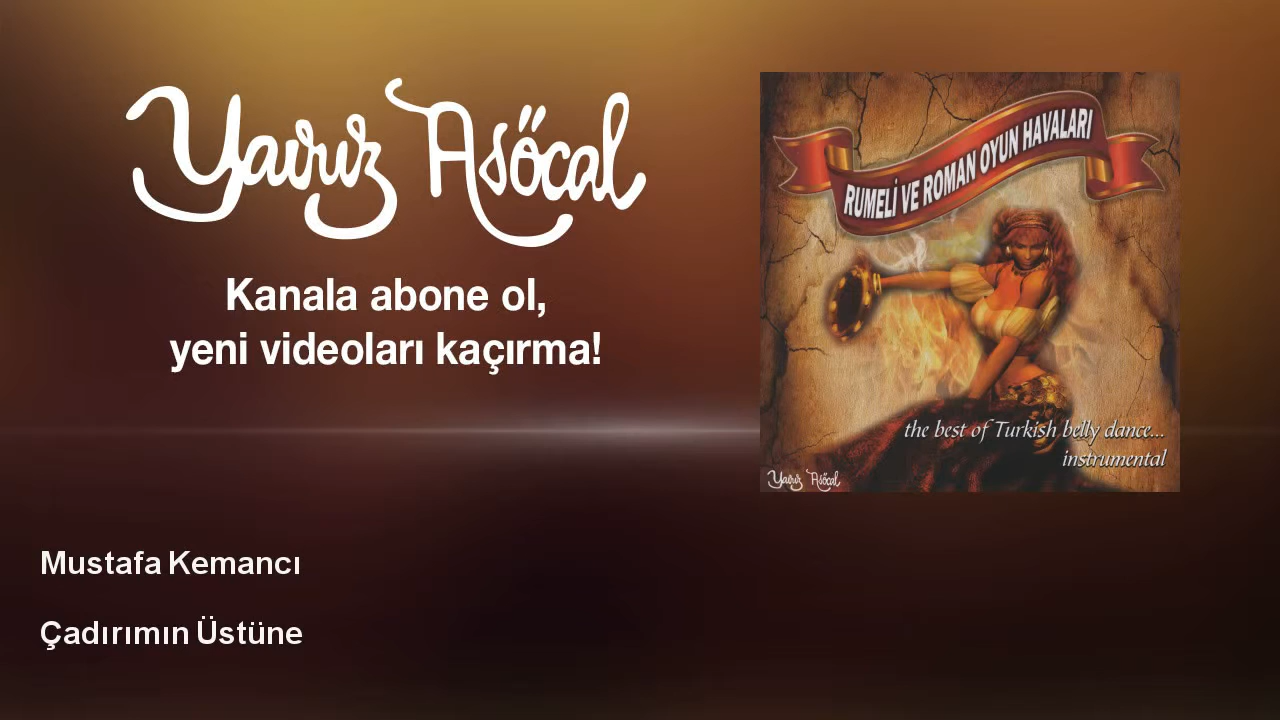 Yavuz Asöcal
Kanala abone ol,
yeni videoları kaçırma!
RUMELİ VE ROMAN OYUN HAVALARI
the best of Turkish belly dance...
instrumental
Yavuz Asöcal
Mustafa Kemancı
Çadırımın Üstüne